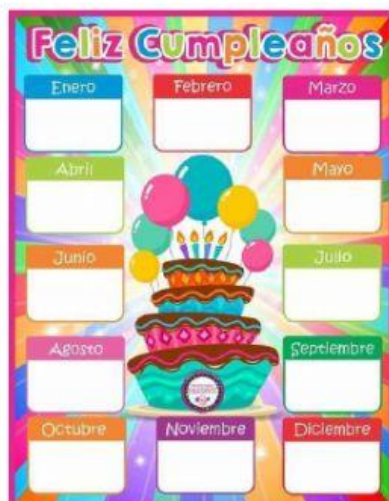 Feliz Cumpleaños
Enero Febrero Marzo
Abril Mayo
Junio Julio
Agosto Septiembre
Octubre Noviembre Diciembre